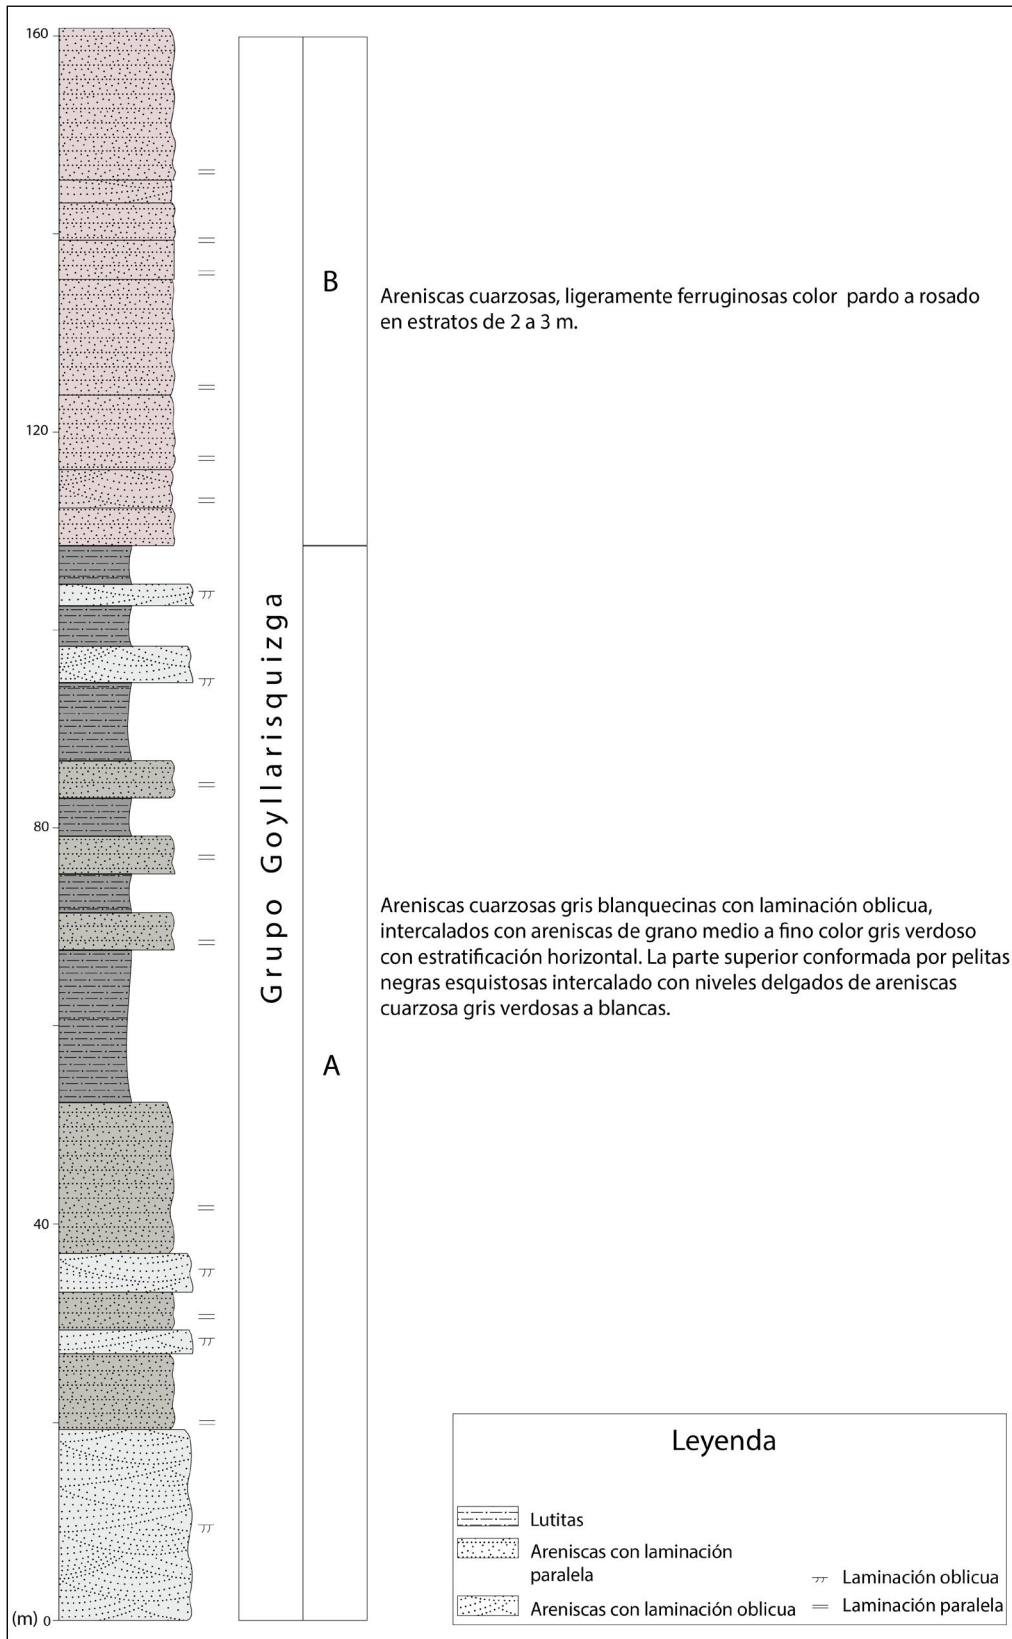 160
120
80
40
(m) 0
Grupo Goyllarisquizga
B
A
Areniscas cuarzosas, ligeramente ferruginosas color pardo a rosado
en estratos de 2 a 3 m.
Areniscas cuarzosas gris blanquecinas con laminación oblicua,
intercalados con areniscas de grano medio a fino color gris verdoso
con estratificación horizontal. La parte superior conformada por pelitas
negras esquistosas intercalado con niveles delgados de areniscas
cuarzosa gris verdosas a blancas.
Leyenda
Lutitas
Areniscas con laminación
paralela
Areniscas con laminación oblicua
Laminación oblicua
Laminación paralela